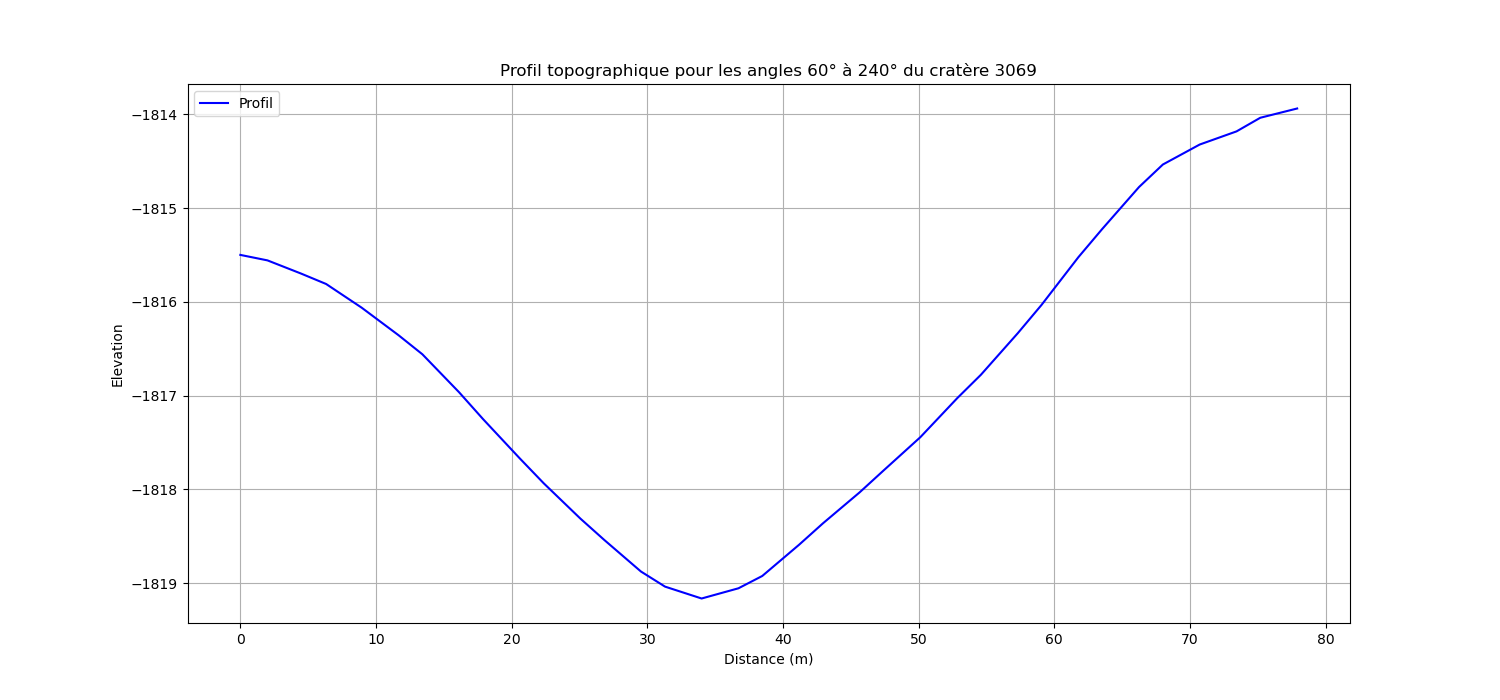 Profil topographique pour les angles 60° à 240° du cratère 3069
Profil
−1814
−1815
−1816
−1817
−1818
−1819
Elevation
0 10 20 30 40 50 60 70 80
Distance (m)